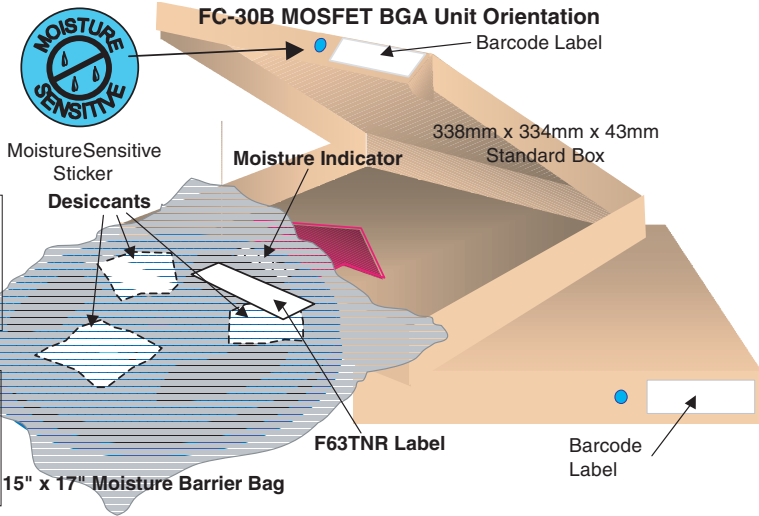 FC-30B MOSFET BGA Unit Orientation
MOISTURE
SENSITIVE
Barcode Label
338mm x 334mm x 43mm
Standard Box
MoistureSensitive
Sticker
Moisture Indicator
Desiccants
F63TNR Label
Barcode
Label
15" x 17" Moisture Barrier Bag